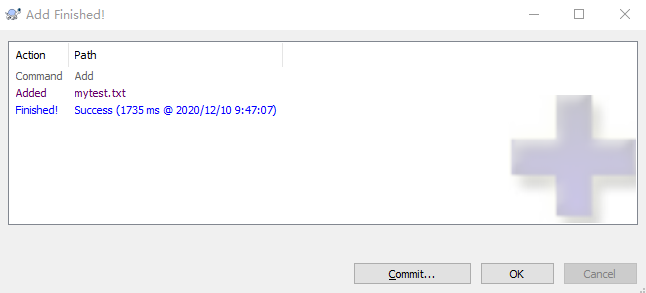 Add Finished!
Action Path
Command Add
Added mytest.txt
Finished! Success (1735 ms @ 2020/12/10 9:47:07)
Commit... OK Cancel